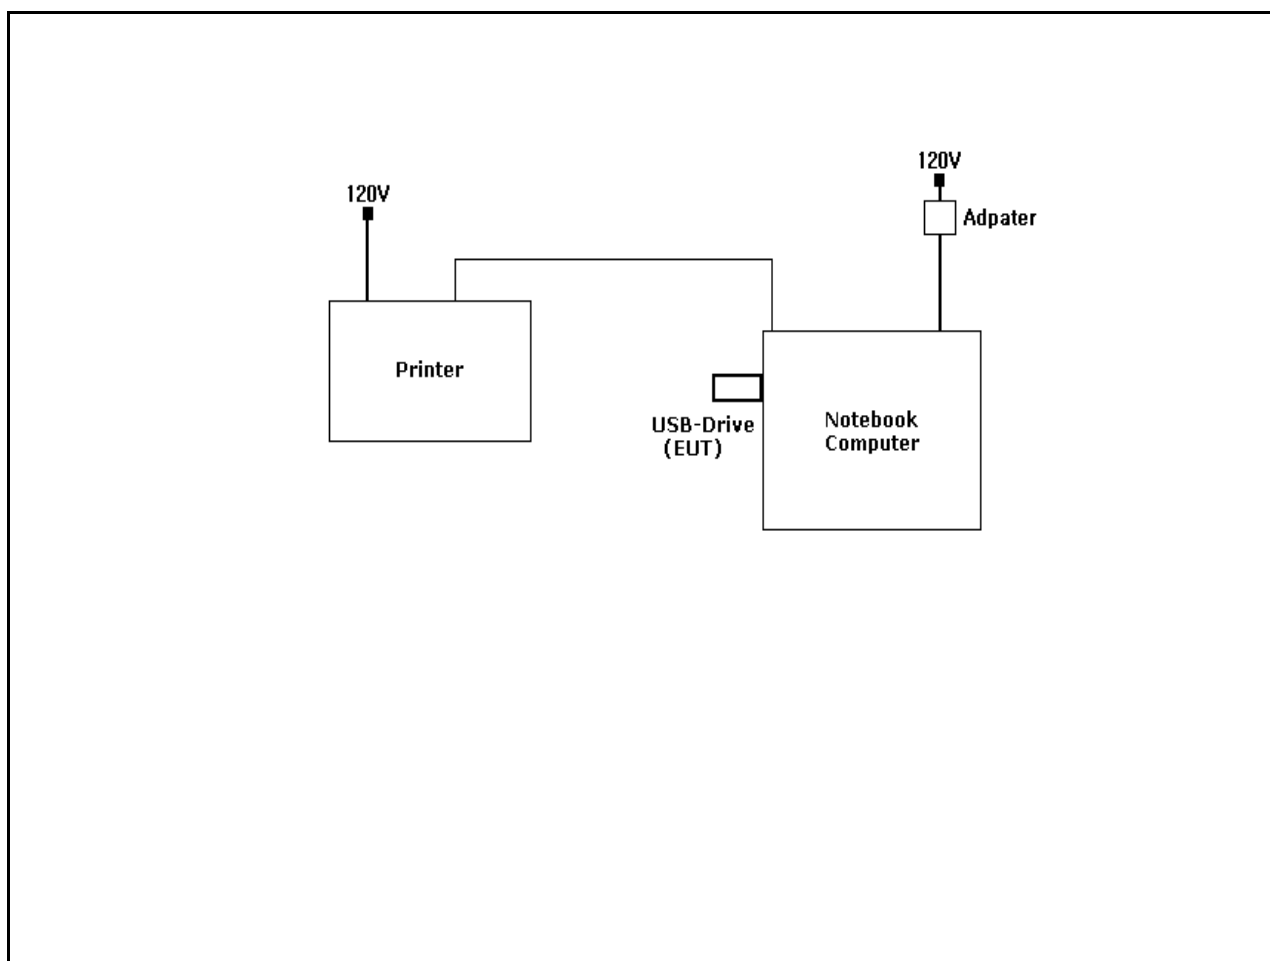 120V
Adpater
120V
Printer
USB-Drive
(EUT)
Notebook
Computer